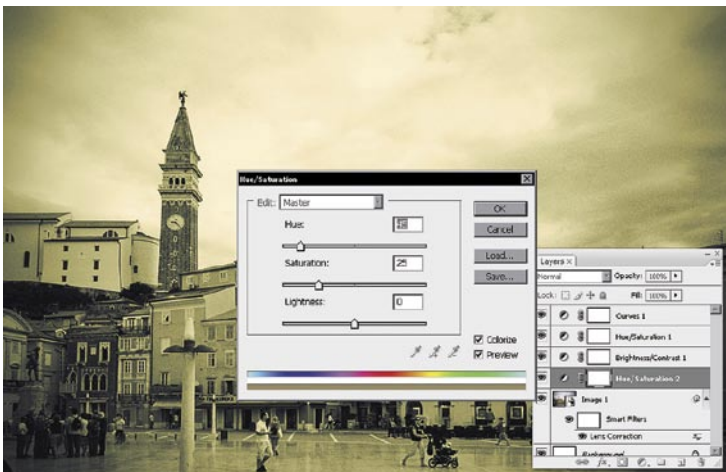 Hue/Saturation
Edit: Master
Hue:
Saturation: 25
Lightness: 0
OK
Cancel
Load...
Save...
Colorize
Preview
Layers x
Normal
Opacity: 100%
Lock:
Fill: 100%
Curves 1
Hue/Saturation 1
Brightness/Contrast 1
Hue/Saturation 2
Image 1
Smart Filters
Lens Correction
Background